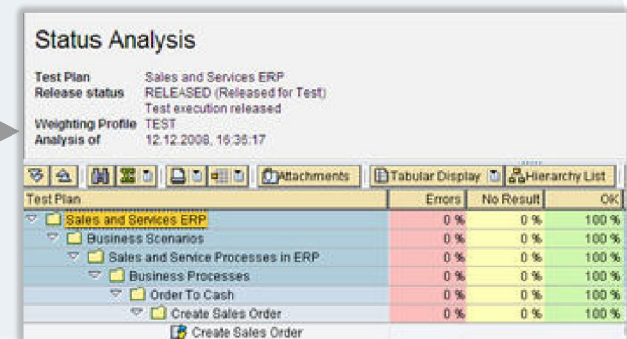 Status Analysis
Test Plan Sales and Services ERP
Release status RELEASED (Released for Test)
Test execution released
Weighting Profile TEST
Analysis of 12.12.2008, 16:35:17
Attachments Tabular Display Hierarchy List
Test Plan Errors No Result OK
Sales and Services ERP 0 % 0 % 100 %
Business Scenarios 0 % 0 % 100 %
Sales and Service Processes in ERP 0 % 0 % 100 %
Business Processes 0 % 0 % 100 %
Order To Cash 0 % 0 % 100 %
Create Sales Order 0 % 0 % 100 %
Create Sales Order